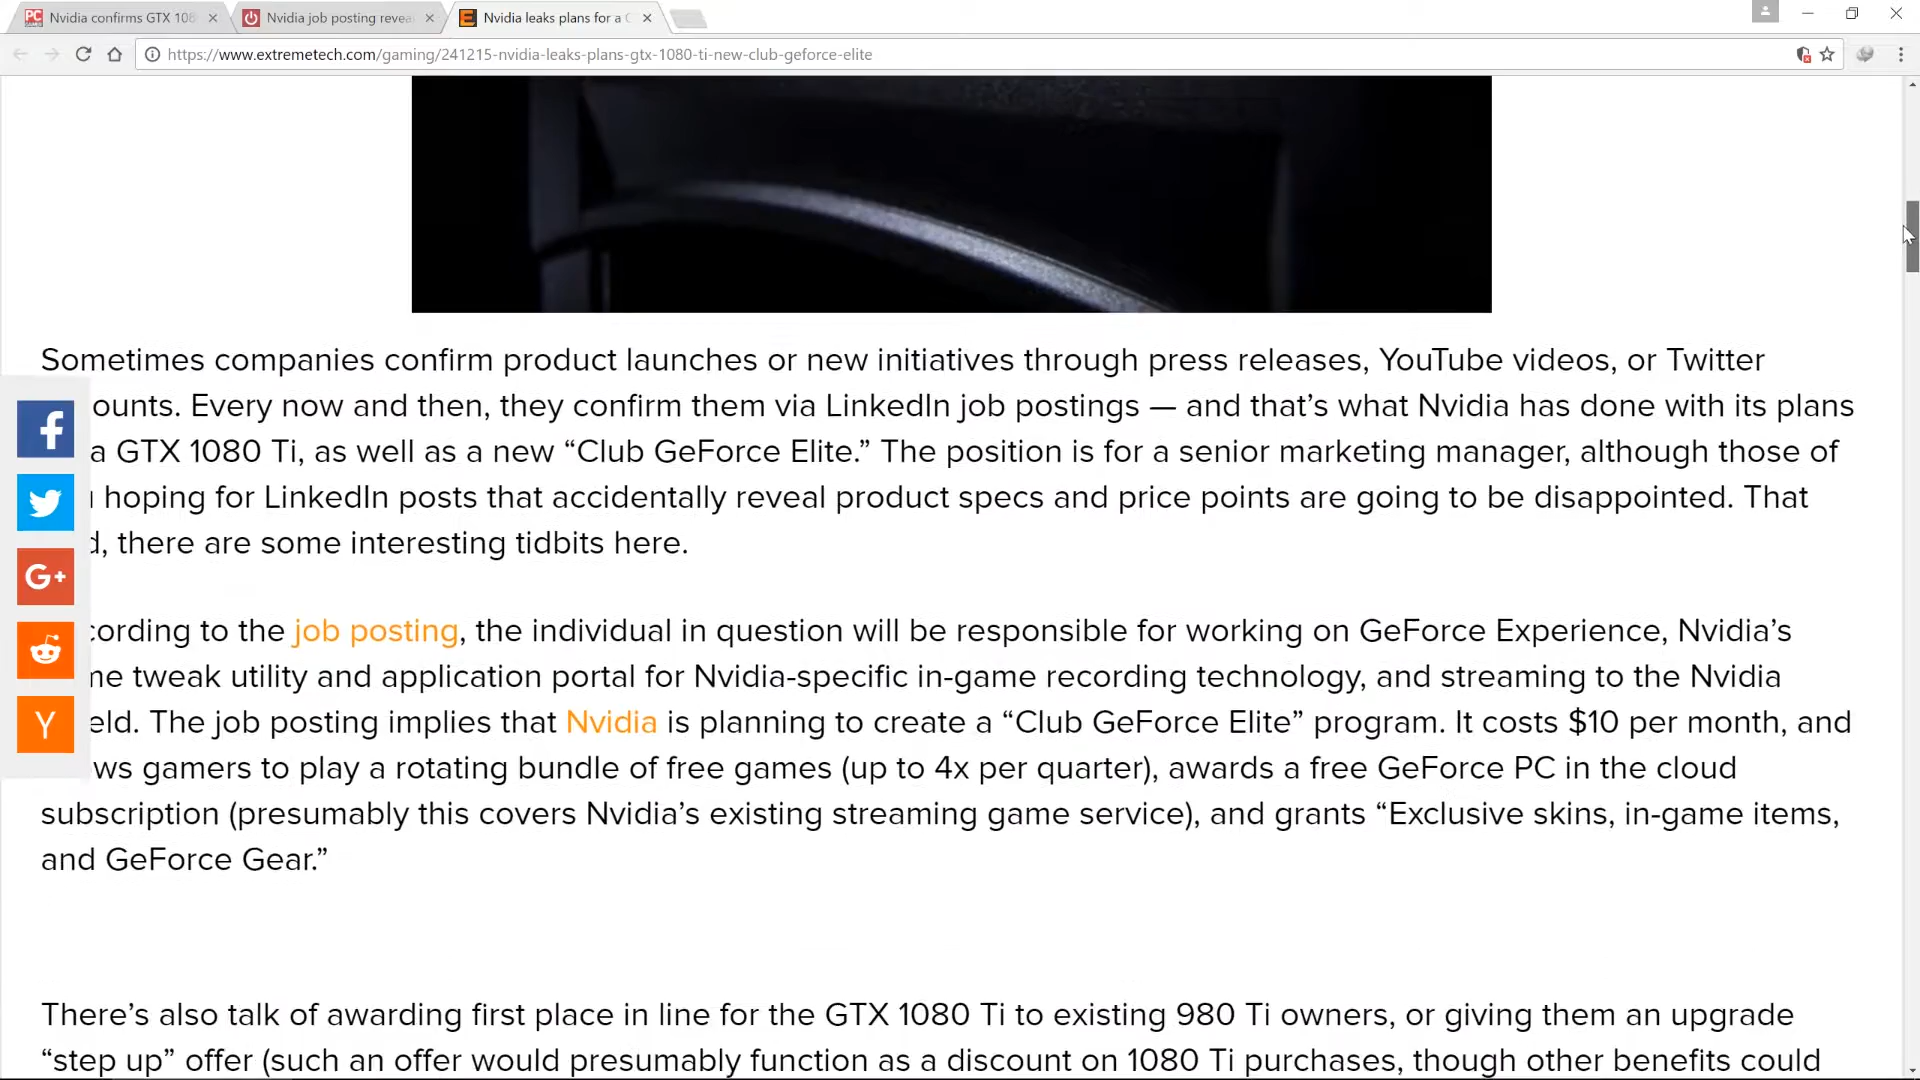 Nvidia confirms GTX 108
Nvidia job posting revea
Nvidia leaks plans for a G
https://www.extremetech.com/gaming/241215-nvidia-leaks-plans-gtx-1080-ti-new-club-geforce-elite
Sometimes companies confirm product launches or new initiatives through press releases, YouTube videos, or Twitter
ounts. Every now and then, they confirm them via LinkedIn job postings — and that’s what Nvidia has done with its plans
a GTX 1080 Ti, as well as a new “Club GeForce Elite.” The position is for a senior marketing manager, although those of
hoping for LinkedIn posts that accidentally reveal product specs and price points are going to be disappointed. That
d, there are some interesting tidbits here.
cording to the job posting, the individual in question will be responsible for working on GeForce Experience, Nvidia’s
me tweak utility and application portal for Nvidia-specific in-game recording technology, and streaming to the Nvidia
eld. The job posting implies that Nvidia is planning to create a “Club GeForce Elite” program. It costs $10 per month, and
ws gamers to play a rotating bundle of free games (up to 4x per quarter), awards a free GeForce PC in the cloud
subscription (presumably this covers Nvidia’s existing streaming game service), and grants “Exclusive skins, in-game items,
and GeForce Gear.”
There’s also talk of awarding first place in line for the GTX 1080 Ti to existing 980 Ti owners, or giving them an upgrade
“step up” offer (such an offer would presumably function as a discount on 1080 Ti purchases, though other benefits could
f
G+
Y